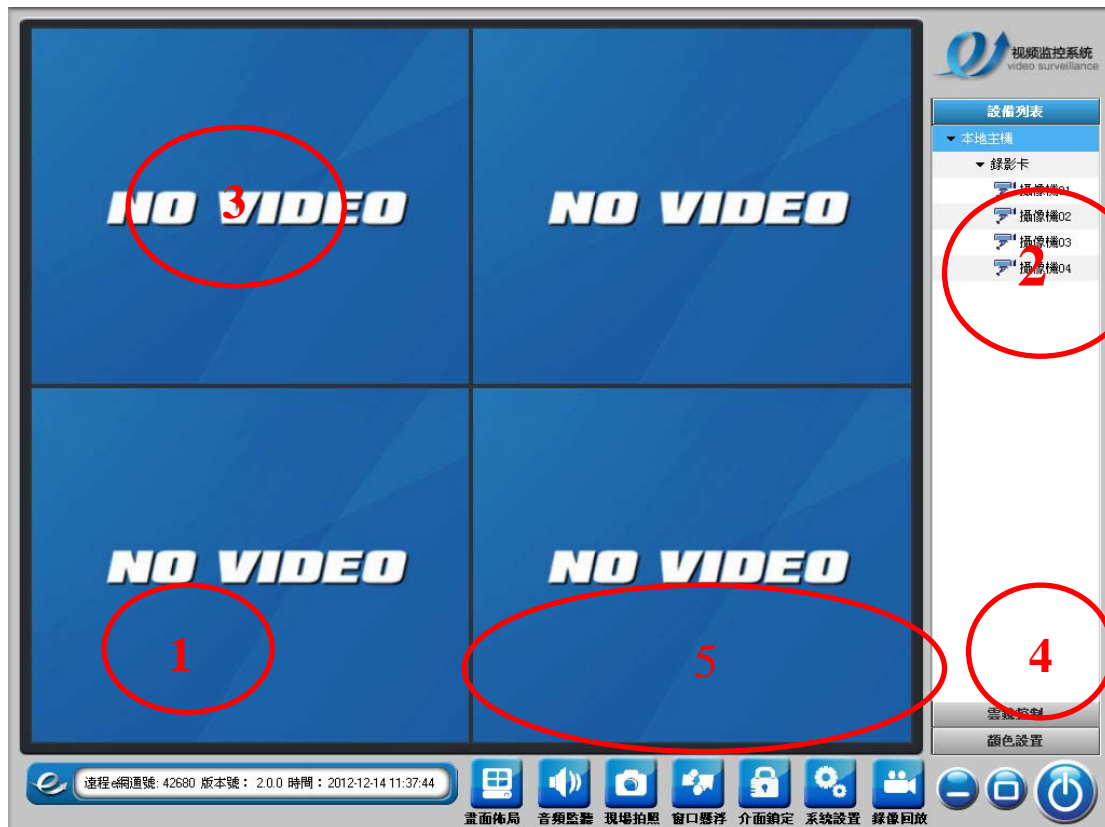 视频监控系统
video surveillance
設備列表
本地主機
錄影卡
攝像機01
攝像機02
攝像機03
攝像機04
NO VIDEO
NO VIDEO
3
2
NO VIDEO
NO VIDEO
1
5
4
雲鏡控制
顏色設置
遠程e網通號: 42680 版本號： 2.0.0 時間： 2012-12-14 11:37:44
畫面佈局 音頻監聽 現場拍照 窗口懸浮 介面鎖定 系統設置 錄像回放